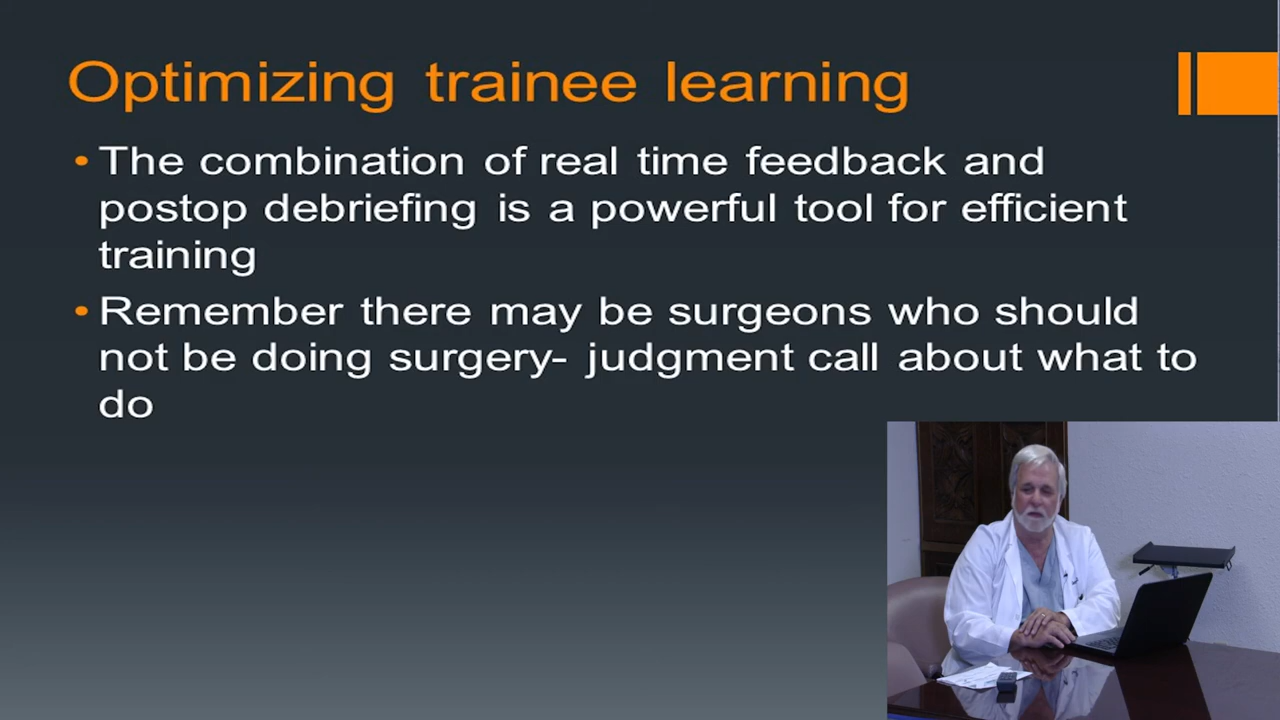 Optimizing trainee learning
• The combination of real time feedback and
postop debriefing is a powerful tool for efficient
training
• Remember there may be surgeons who should
not be doing surgery- judgment call about what to
do